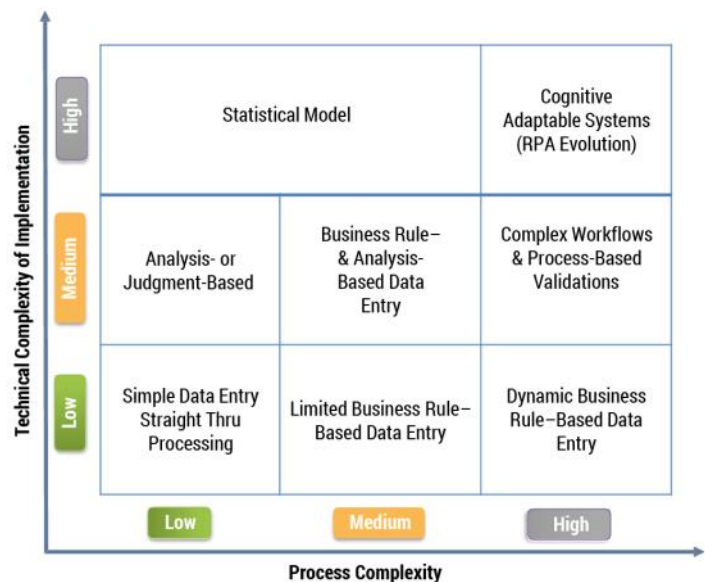 Technical Complexity of Implementation
High
Statistical Model
Cognitive
Adaptable Systems
(RPA Evolution)
Medium
Analysis- or
Judgment-Based
Business Rule–
& Analysis-
Based Data
Entry
Complex Workflows
& Process-Based
Validations
Low
Simple Data Entry
Straight Thru
Processing
Limited Business Rule–
Based Data Entry
Dynamic Business
Rule–Based Data
Entry
Low
Medium
High
Process Complexity